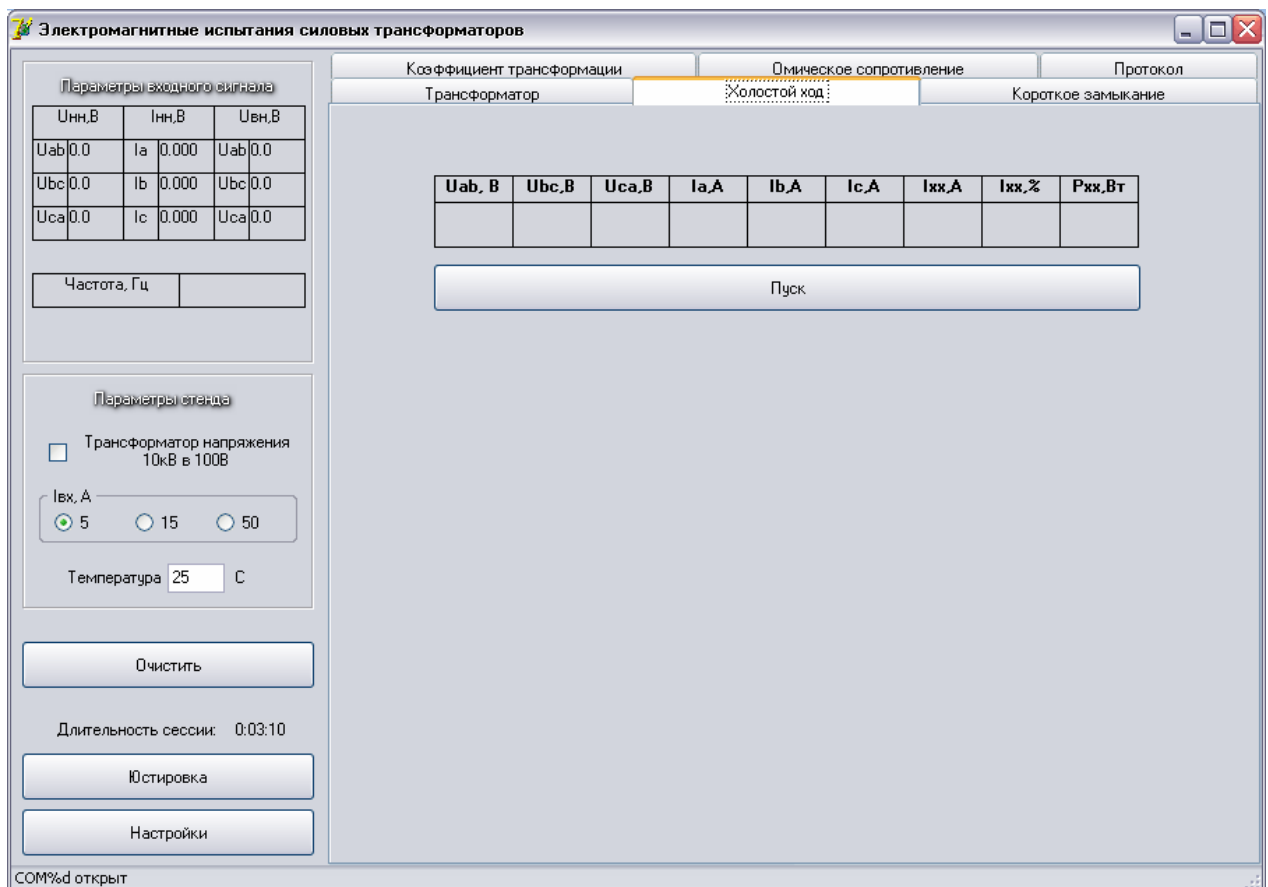 Электромагнитные испытания силовых трансформаторов
Параметры входного сигнала
Uнн,В Iнн,В Uвн,В
Uab 0.0 Ia 0.000 Uab 0.0
Ubc 0.0 Ib 0.000 Ubc 0.0
Uca 0.0 Ic 0.000 Uca 0.0
Частота, Гц
Параметры стенда
Трансформатор напряжения
10кВ в 100В
Iвх, А
5 15 50
Температура 25 С
Очистить
Длительность сессии: 0:03:10
Юстировка
Настройки
Коэффициент трансформации Омическое сопротивление Протокол
Трансформатор Холостой ход Короткое замыкание
Uab, В Ubc,В Uca,В Ia,А Ib,А Ic,А Iхх,А Iхх,% Рхх,Вт
Пуск
COM%d открыт